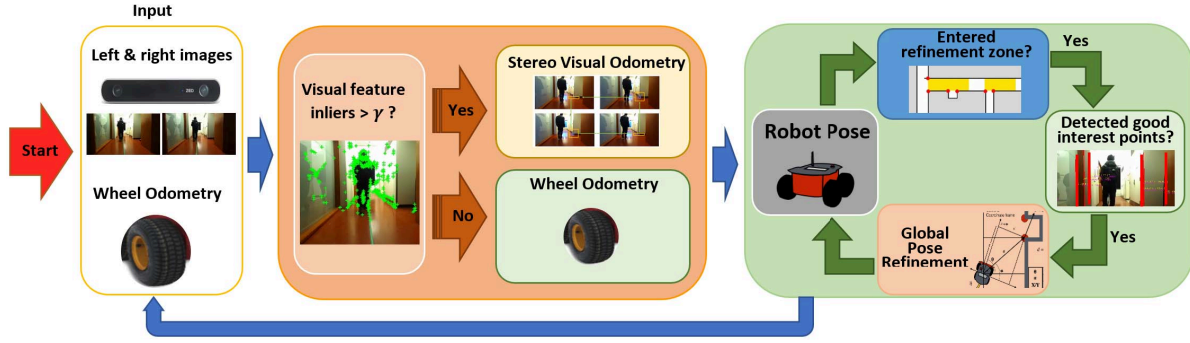 Input
Start
Left & right images
ZED
Wheel Odometry
Visual feature
inliers > γ ?
Yes
No
Stereo Visual Odometry
Wheel Odometry
Robot Pose
Entered
refinement zone?
Yes
Detected good
interest points?
Yes
Global
Pose
Refinement